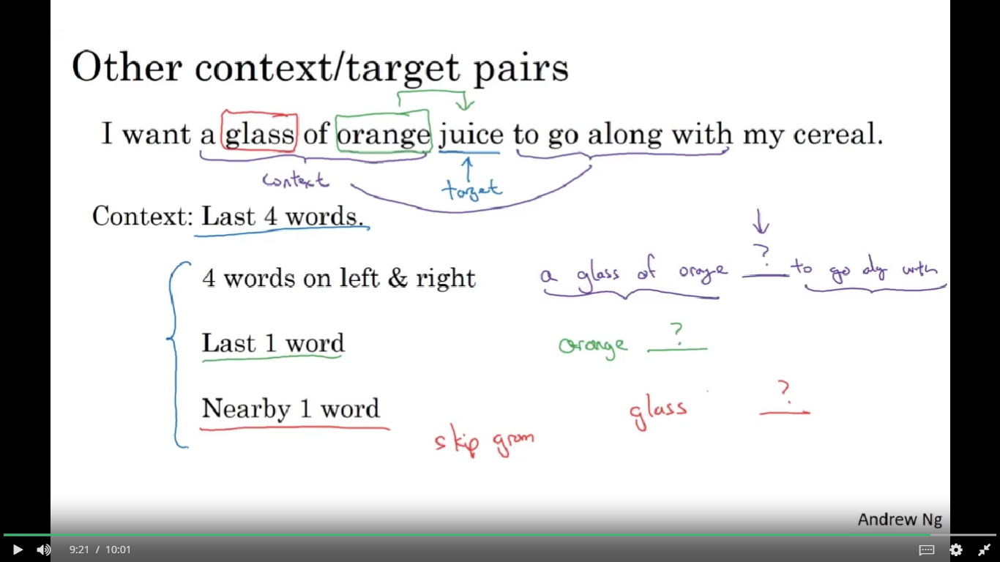 Other context/target pairs
I want a glass of orange juice to go along with my cereal.
context
target
Context: Last 4 words.
4 words on left & right
a glass of orange ? to go alg with
Last 1 word
orange ?
Nearby 1 word
glass ?
skip gram
Andrew Ng
9:21 / 10:01